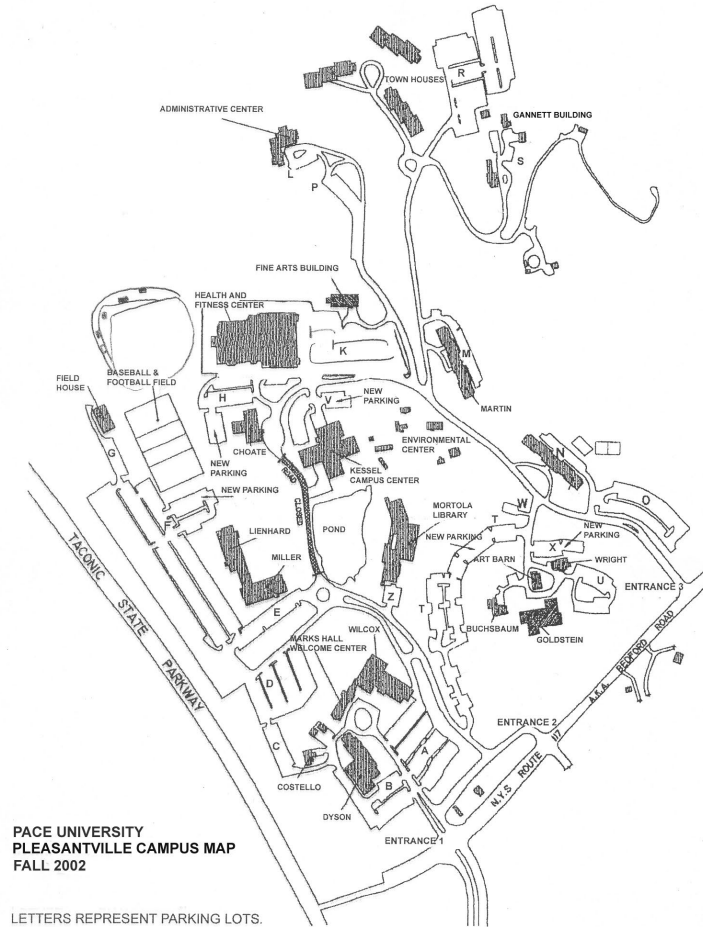 R
TOWN HOUSES
ADMINISTRATIVE CENTER
GANNETT BUILDING
S
L
P
FINE ARTS BUILDING
HEALTH AND
FITNESS CENTER
K
M
BASEBALL &
FOOTBALL FIELD
FIELD
HOUSE
H
V
NEW
PARKING
MARTIN
CHOATE
ENVIRONMENTAL
CENTER
G
NEW
PARKING
KESSEL
CAMPUS CENTER
N
NEW PARKING
ROAD
CLOSED
O
F
MORTOLA
LIBRARY
W
T
NEW
PARKING
LIENHARD
POND
NEW PARKING
X
ART BARN
WRIGHT
MILLER
U
ENTRANCE 3
Z
T
E
BUCHSBAUM
GOLDSTEIN
TACONIC STATE PARKWAY
WILCOX
MARKS HALL
WELCOME CENTER
D
C
A
ENTRANCE 2
N.Y.S ROUTE 117 A.K.A. BEDFORD ROAD
COSTELLO
B
DYSON
ENTRANCE 1
PACE UNIVERSITY
PLEASANTVILLE CAMPUS MAP
FALL 2002
LETTERS REPRESENT PARKING LOTS.